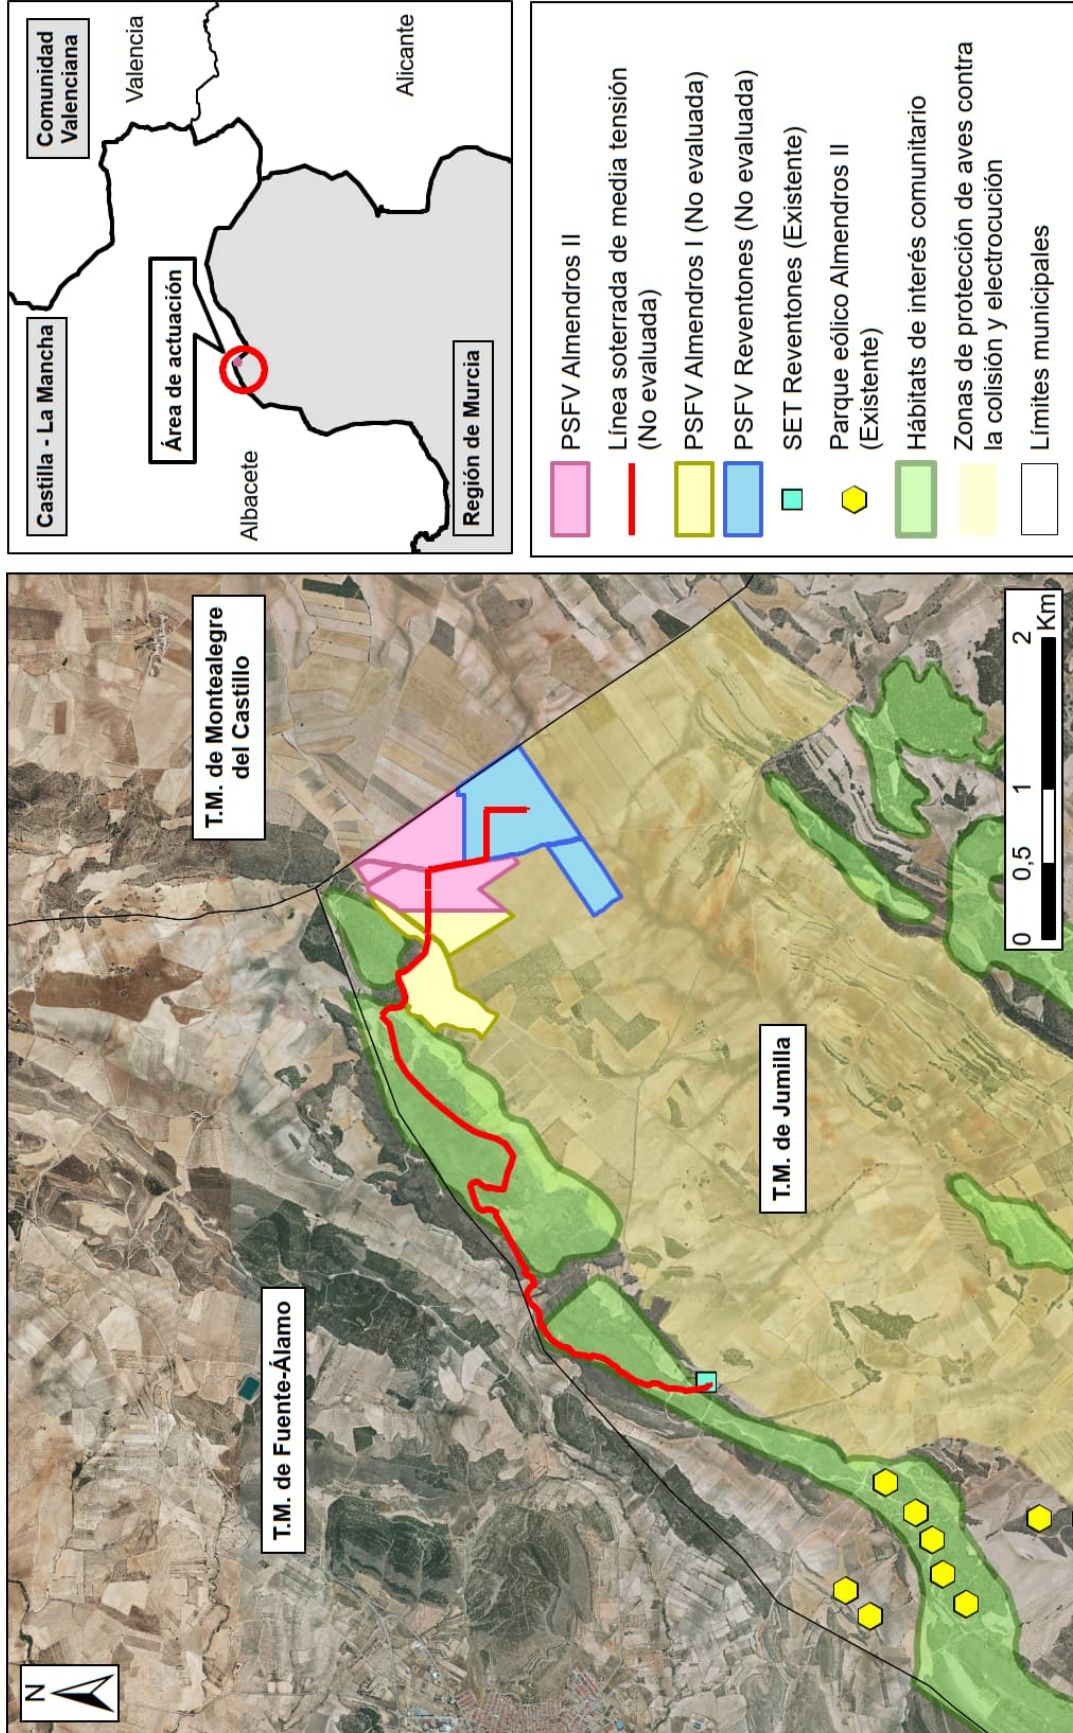 N
T.M. de Fuente-Álamo
T.M. de Montealegre
del Castillo
T.M. de Jumilla
0
0,5
1
2
Km
Castilla - La Mancha
Comunidad
Valenciana
Valencia
Área de actuación
Albacete
Alicante
Región de Murcia
PSFV Almendros II
Línea soterrada de media tensión
(No evaluada)
PSFV Almendros I (No evaluada)
PSFV Reventones (No evaluada)
SET Reventones (Existente)
Parque eólico Almendros II
(Existente)
Hábitats de interés comunitario
Zonas de protección de aves contra
la colisión y electrocución
Límites municipales